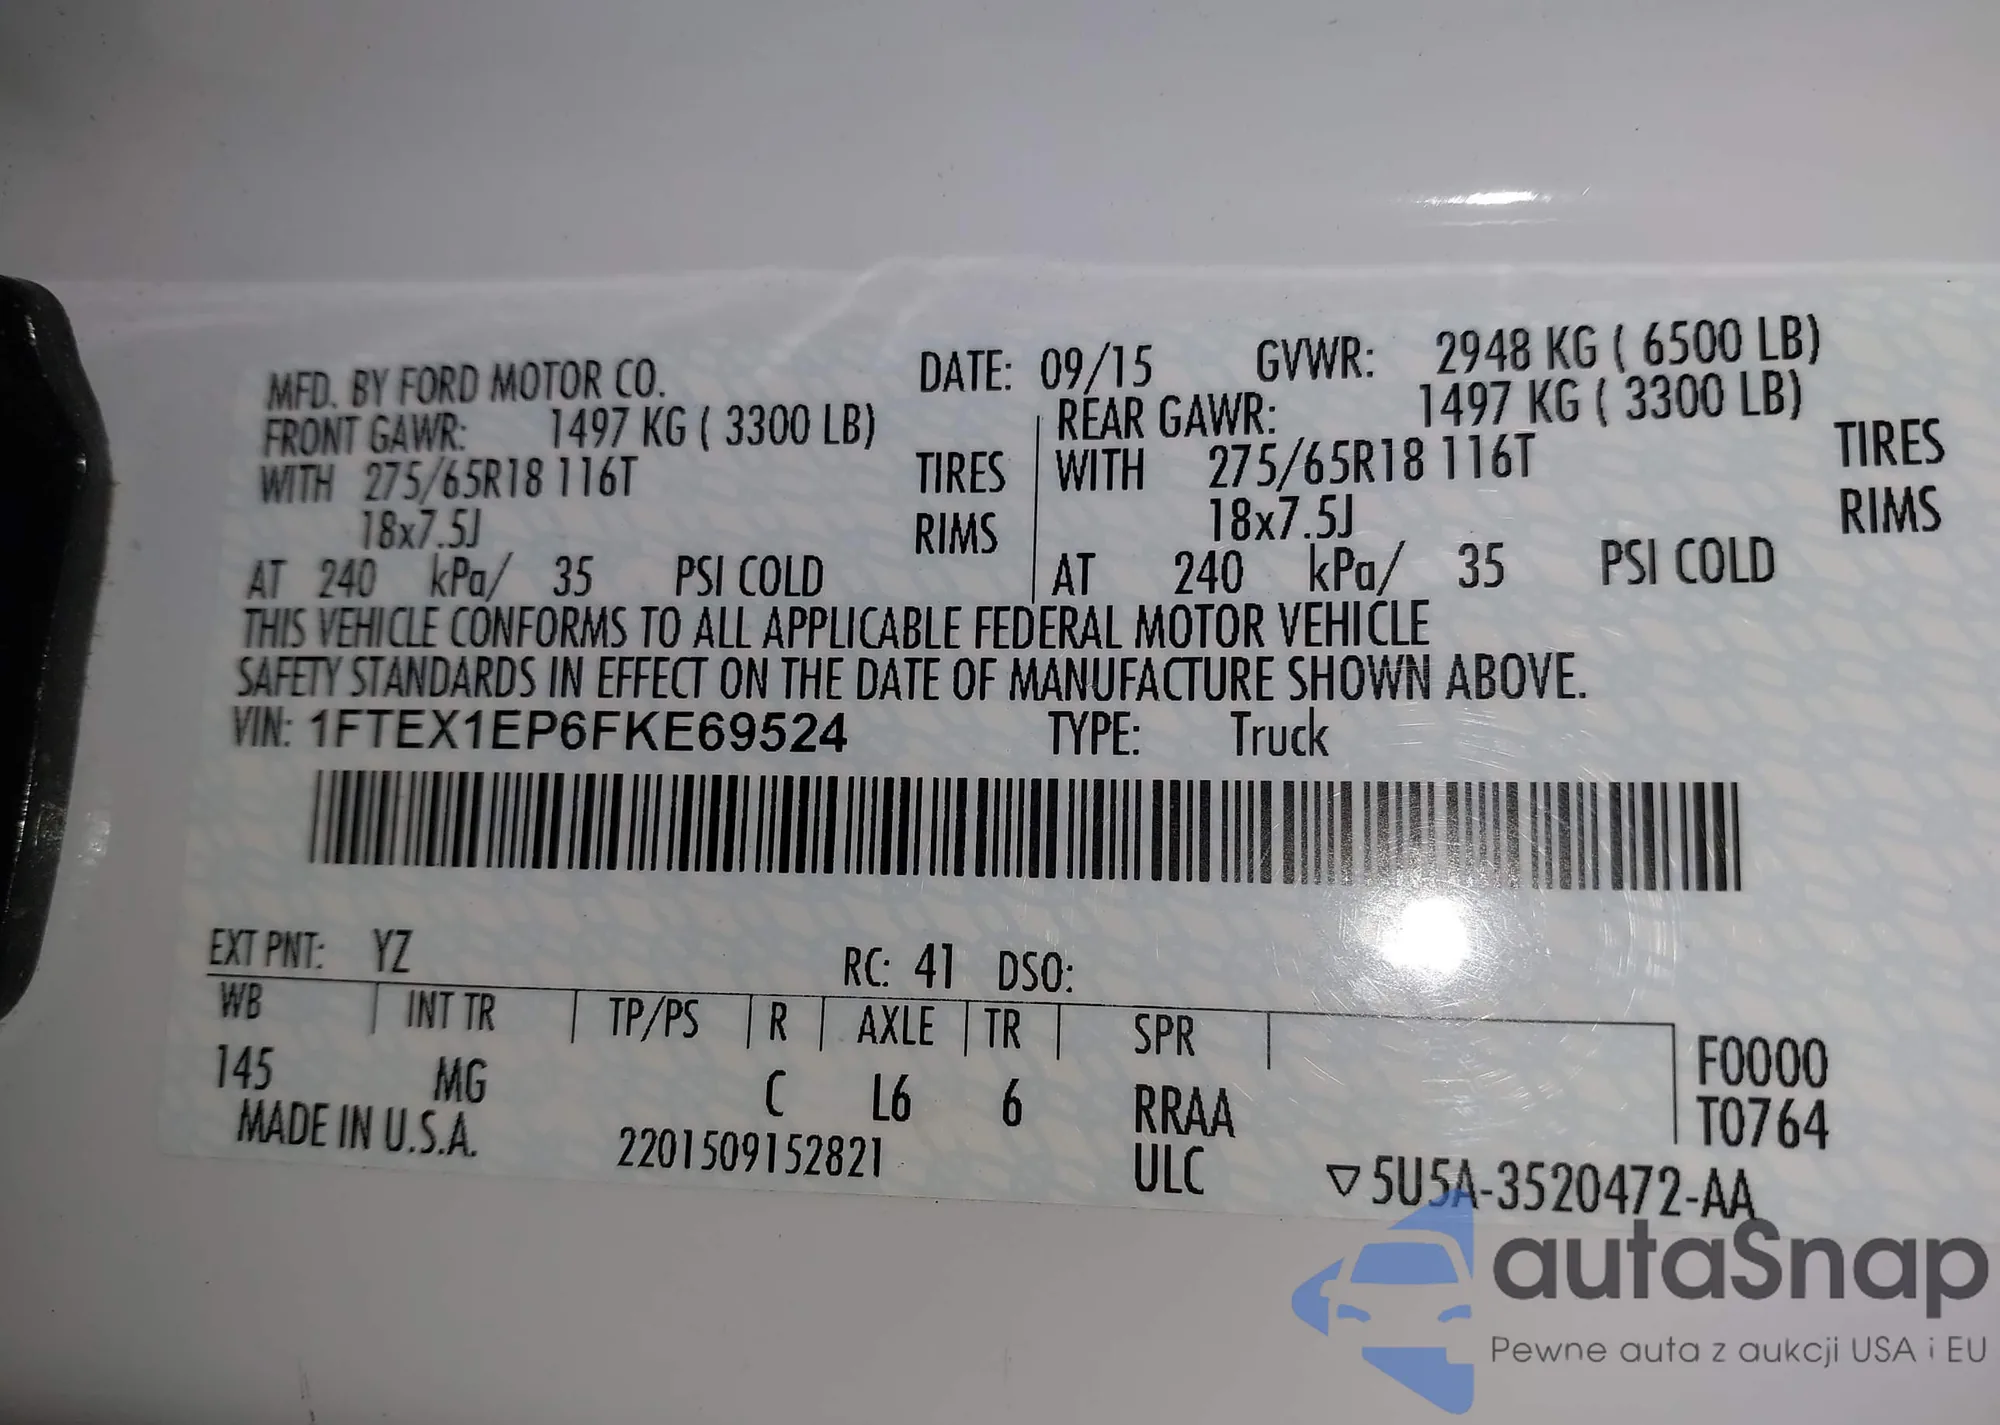 MFD. BY FORD MOTOR CO. DATE: 09/15 GVWR: 2948 KG ( 6500 LB)
FRONT GAWR: 1497 KG ( 3300 LB) REAR GAWR: 1497 KG ( 3300 LB)
WITH 275/65R18 116T TIRES WITH 275/65R18 116T TIRES
18x7.5J RIMS 18x7.5J RIMS
AT 240 kPa/ 35 PSI COLD AT 240 kPa/ 35 PSI COLD
THIS VEHICLE CONFORMS TO ALL APPLICABLE FEDERAL MOTOR VEHICLE
SAFETY STANDARDS IN EFFECT ON THE DATE OF MANUFACTURE SHOWN ABOVE.
VIN: 1FTEX1EP6FKE69524 TYPE: Truck
EXT PNT: YZ RC: 41 DSO:
WB INT TR TP/PS R AXLE TR SPR F0000
145 MG C L6 6 RRAA T0764
MADE IN U.S.A. 2201509152821 ULC ▽5U5A-3520472-AA
autaSnap
Pewne auta z aukcji USA i EU